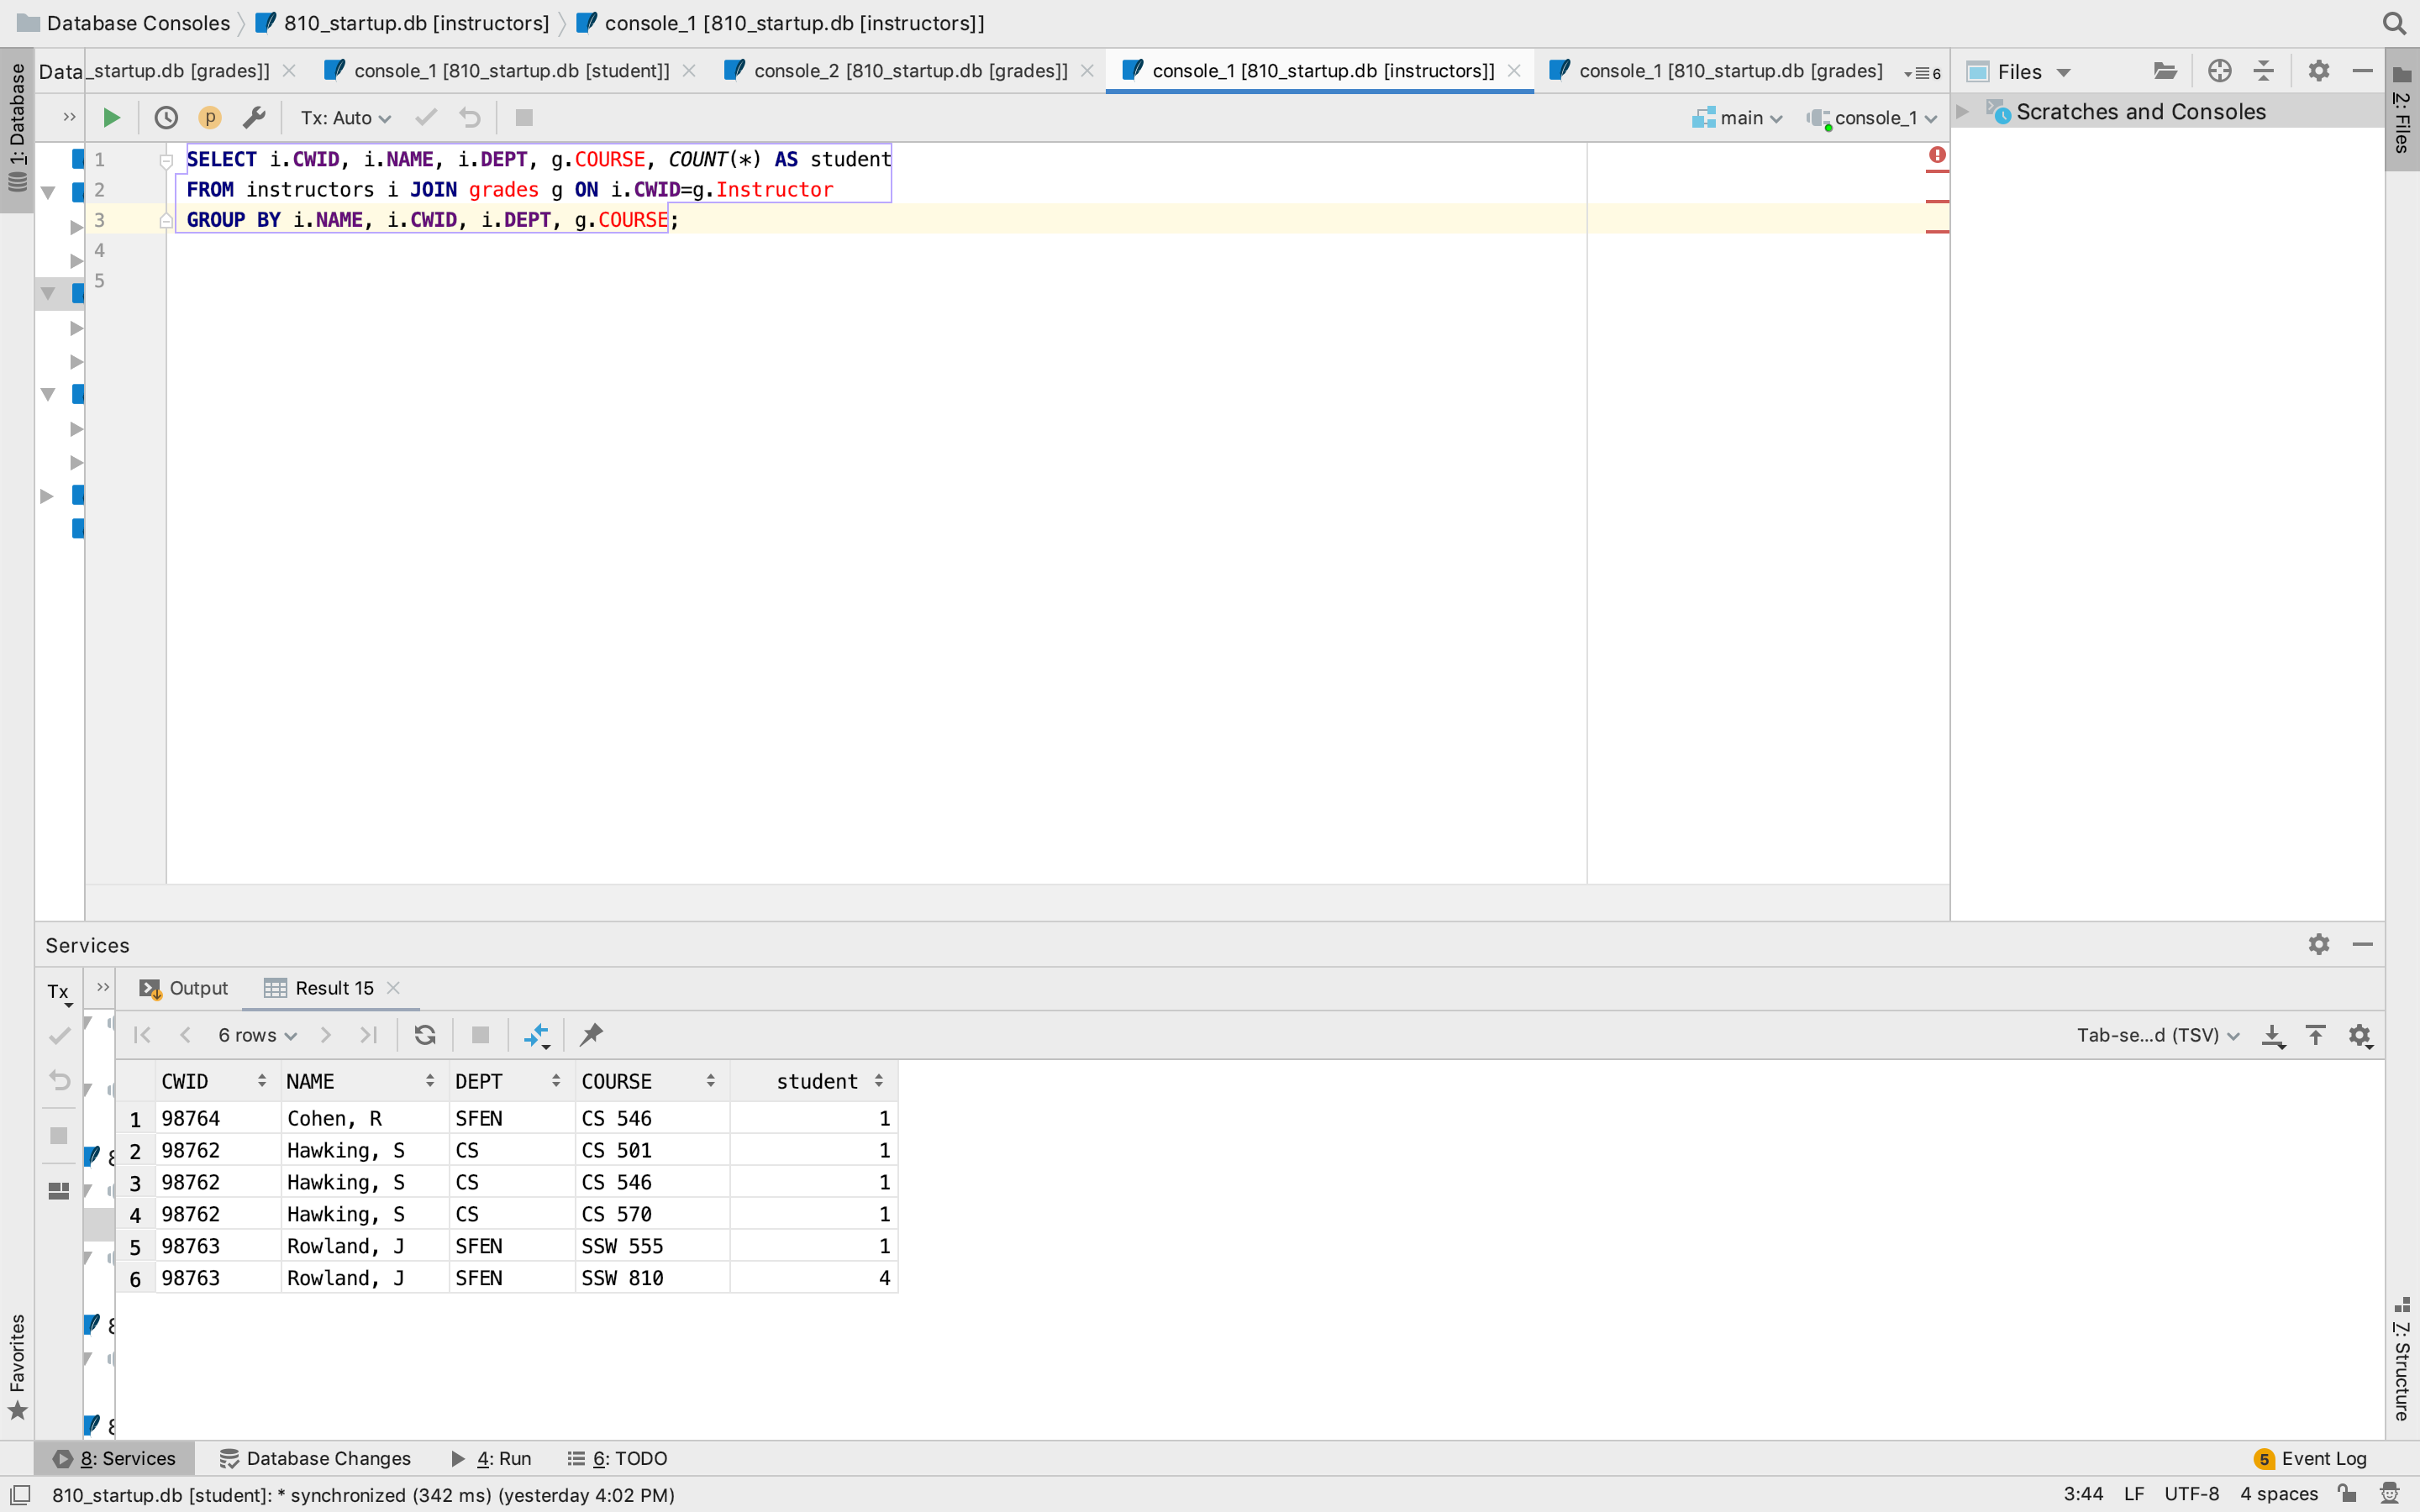 Database Consoles 810_startup.db [instructors] console_1 [810_startup.db [instructors]]
1: Database
Data
_startup.db [grades]]
console_1 [810_startup.db [student]]
console_2 [810_startup.db [grades]]
console_1 [810_startup.db [instructors]]
console_1 [810_startup.db [grades]
6
Files
2: Files
Tx: Auto
main
console_1
Scratches and Consoles
1 SELECT i.CWID, i.NAME, i.DEPT, g.COURSE, COUNT(*) AS student
2 FROM instructors i JOIN grades g ON i.CWID=g.Instructor
3 GROUP BY i.NAME, i.CWID, i.DEPT, g.COURSE;
4
5
Services
Tx
Output
Result 15
6 rows
Tab-se...d (TSV)
CWID NAME DEPT COURSE student
1 98764 Cohen, R SFEN CS 546 1
2 98762 Hawking, S CS CS 501 1
3 98762 Hawking, S CS CS 546 1
4 98762 Hawking, S CS CS 570 1
5 98763 Rowland, J SFEN SSW 555 1
6 98763 Rowland, J SFEN SSW 810 4
Favorites
7: Structure
8: Services Database Changes 4: Run 6: TODO 5 Event Log
810_startup.db [student]: * synchronized (342 ms) (yesterday 4:02 PM) 3:44 LF UTF-8 4 spaces